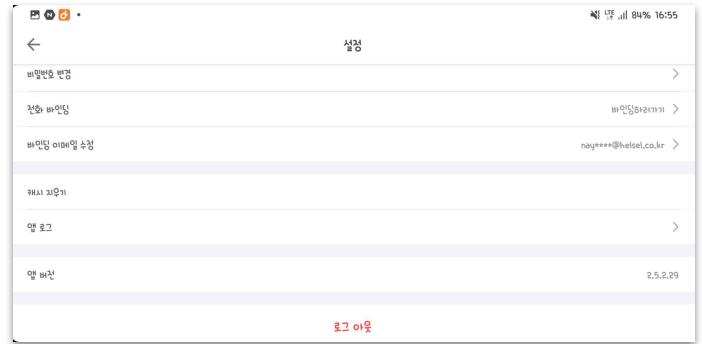 84% 16:55
설정
비밀번호 변경
전화 바인딩 바인딩하러가기
바인딩 이메일 수정 nay****@helsel.co.kr
캐시 지우기
앱 로그
앱 버전 2.5.2.29
로그 아웃